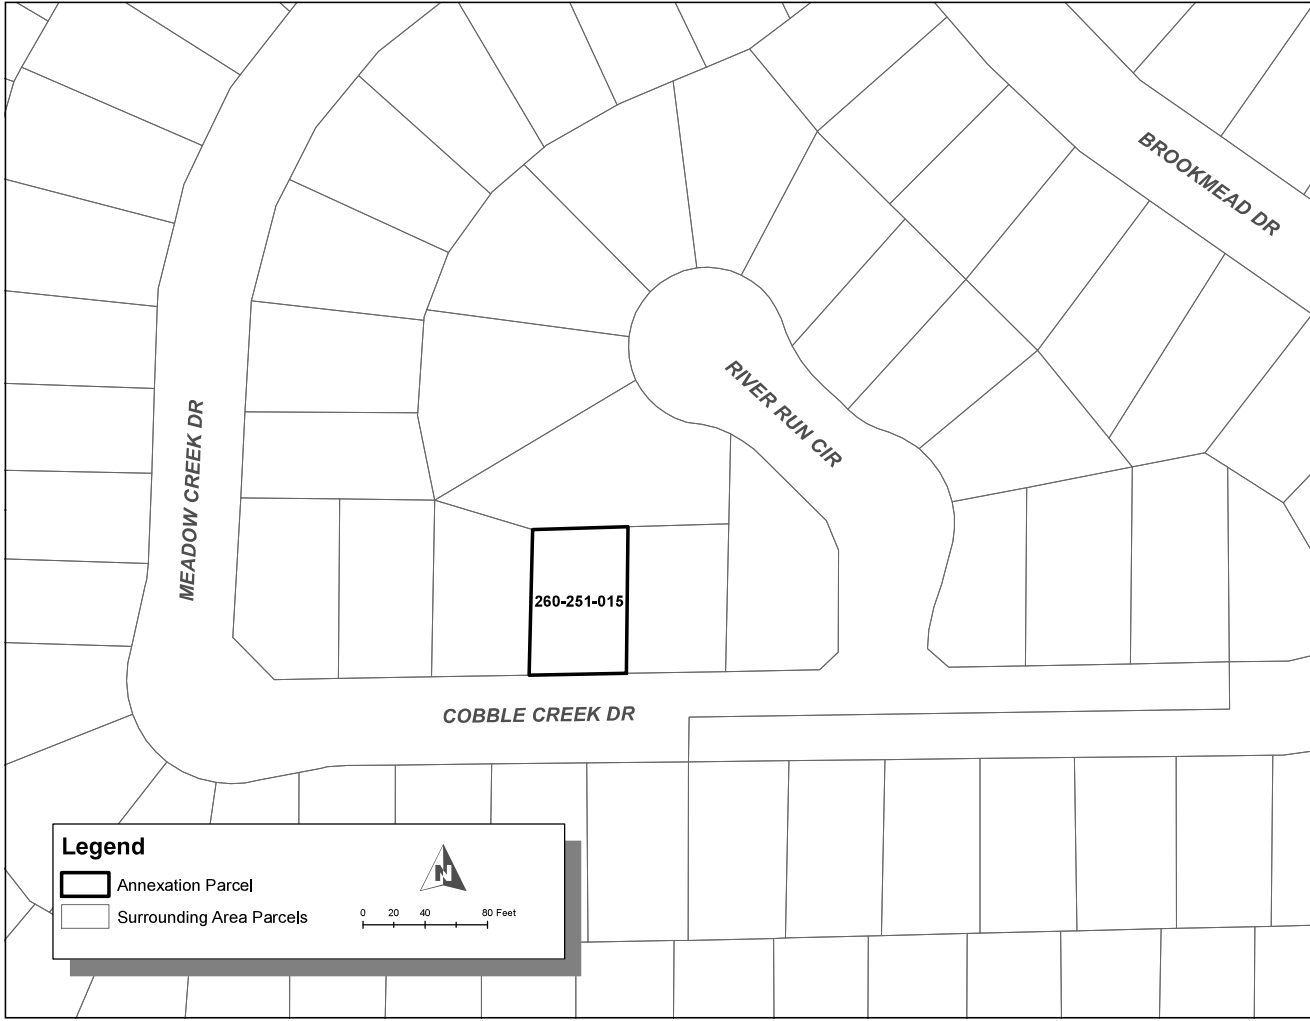 BROOKMEAD DR
RIVER RUN CIR
MEADOW CREEK DR
260-251-015
COBBLE CREEK DR
Legend
N
Annexation Parcel
Surrounding Area Parcels
0 20 40 80 Feet